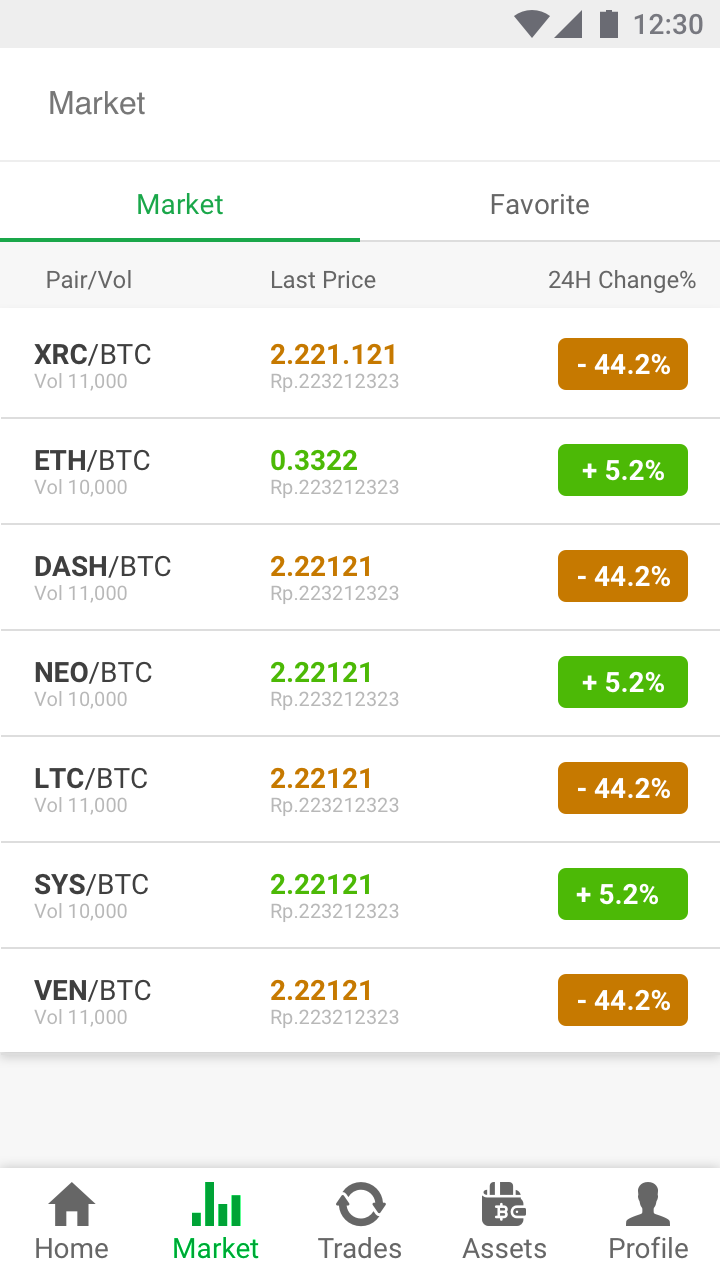 12:30
Market
Market Favorite
Pair/Vol Last Price 24H Change%
XRC/BTC 2.221.121 - 44.2%
Vol 11,000 Rp.223212323
ETH/BTC 0.3322 + 5.2%
Vol 10,000 Rp.223212323
DASH/BTC 2.22121 - 44.2%
Vol 11,000 Rp.223212323
NEO/BTC 2.22121 + 5.2%
Vol 10,000 Rp.223212323
LTC/BTC 2.22121 - 44.2%
Vol 11,000 Rp.223212323
SYS/BTC 2.22121 + 5.2%
Vol 10,000 Rp.223212323
VEN/BTC 2.22121 - 44.2%
Vol 11,000 Rp.223212323
Home Market Trades Assets Profile